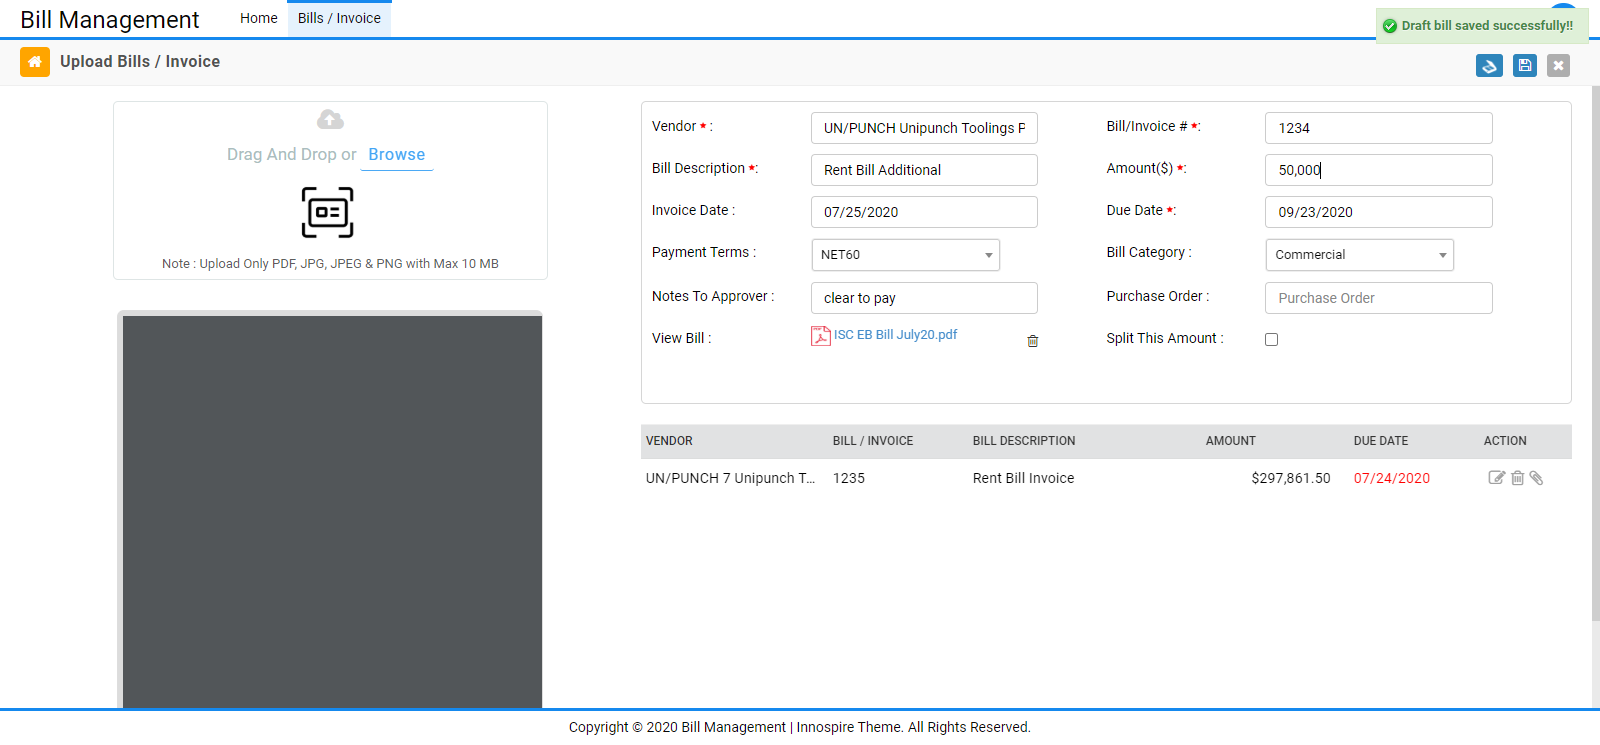 Bill Management
Home
Bills / Invoice
Draft bill saved successfully!!
Upload Bills / Invoice
Drag And Drop or Browse
Note : Upload Only PDF, JPG, JPEG & PNG with Max 10 MB
Vendor * : UN/PUNCH Unipunch Toolings P
Bill/Invoice # *: 1234
Bill Description *: Rent Bill Additional
Amount($) *: 50,000
Invoice Date : 07/25/2020
Due Date *: 09/23/2020
Payment Terms : NET60
Bill Category : Commercial
Notes To Approver : clear to pay
Purchase Order : Purchase Order
View Bill : ISC EB Bill July20.pdf
Split This Amount :
VENDOR BILL / INVOICE BILL DESCRIPTION AMOUNT DUE DATE ACTION
UN/PUNCH 7 Unipunch T... 1235 Rent Bill Invoice $297,861.50 07/24/2020
Copyright © 2020 Bill Management | Innospire Theme. All Rights Reserved.